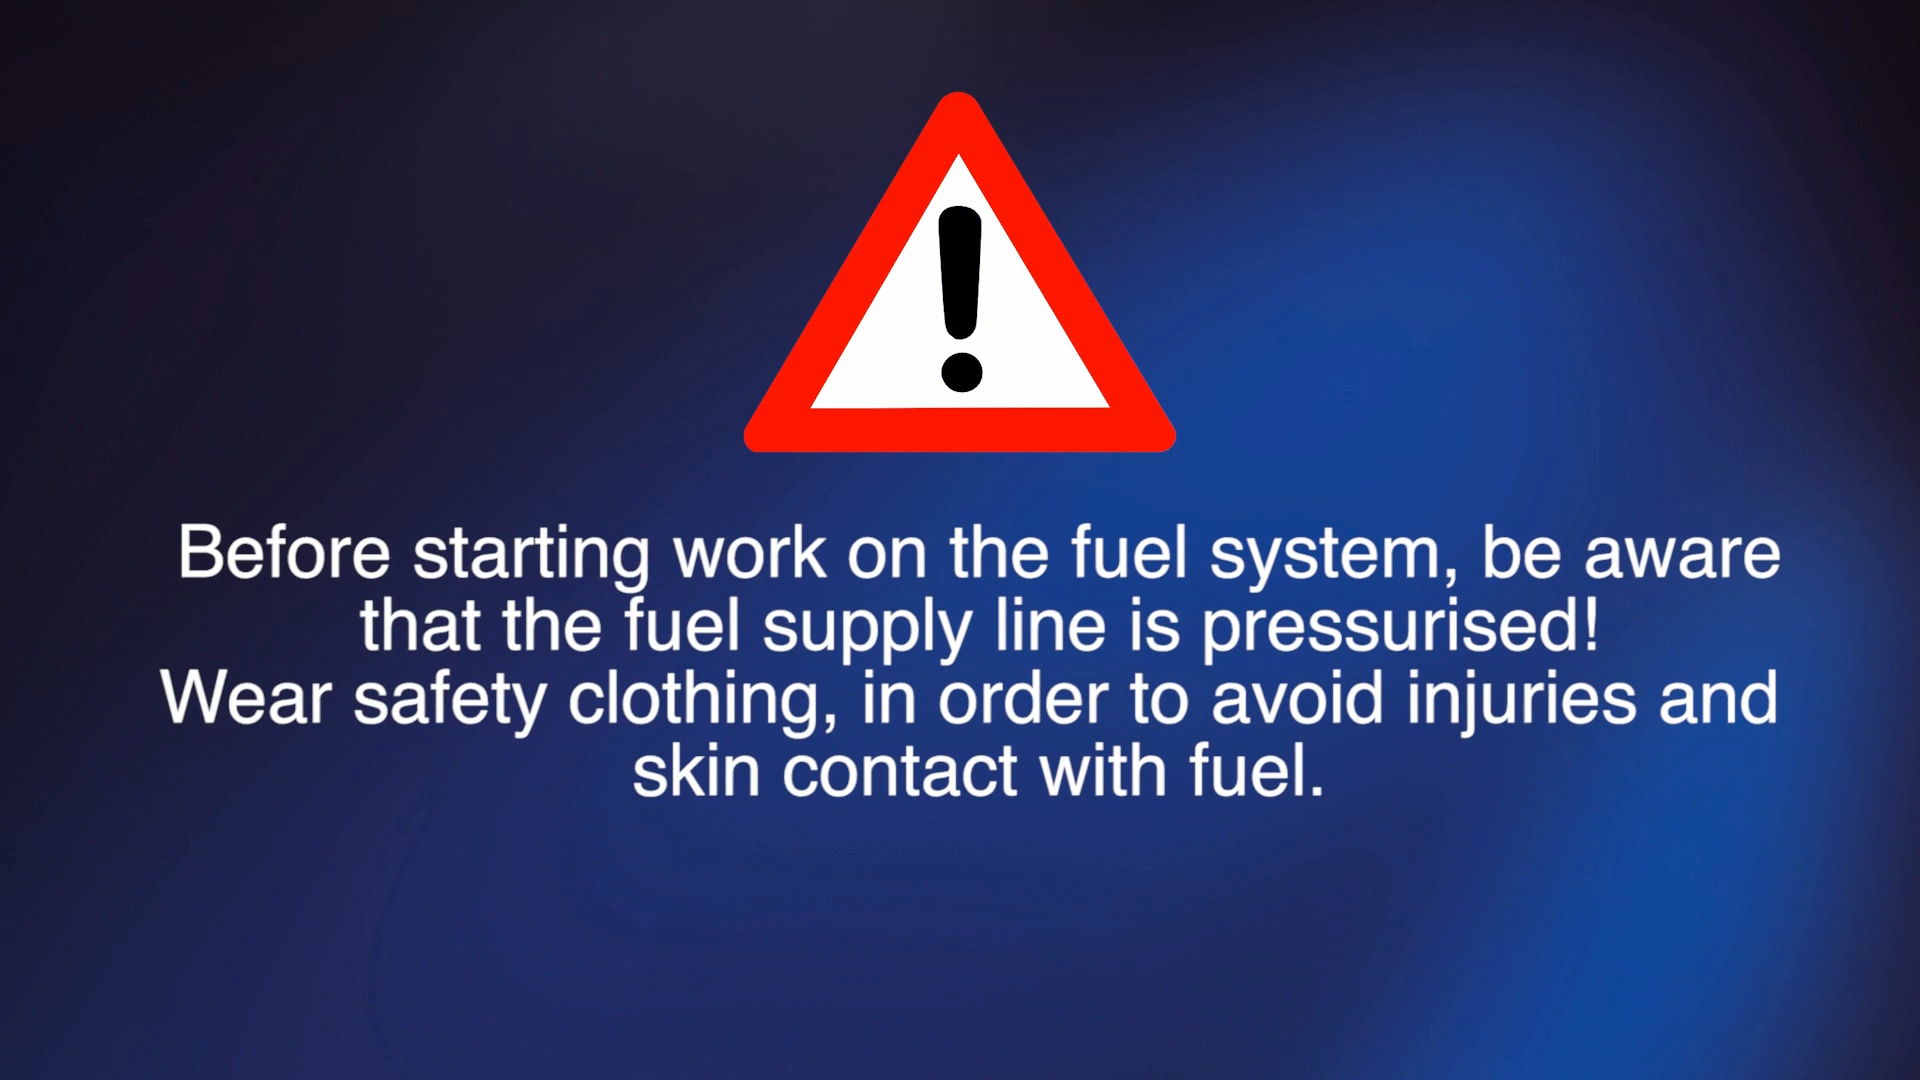 Before starting work on the fuel system, be aware
that the fuel supply line is pressurised!
Wear safety clothing, in order to avoid injuries and
skin contact with fuel.